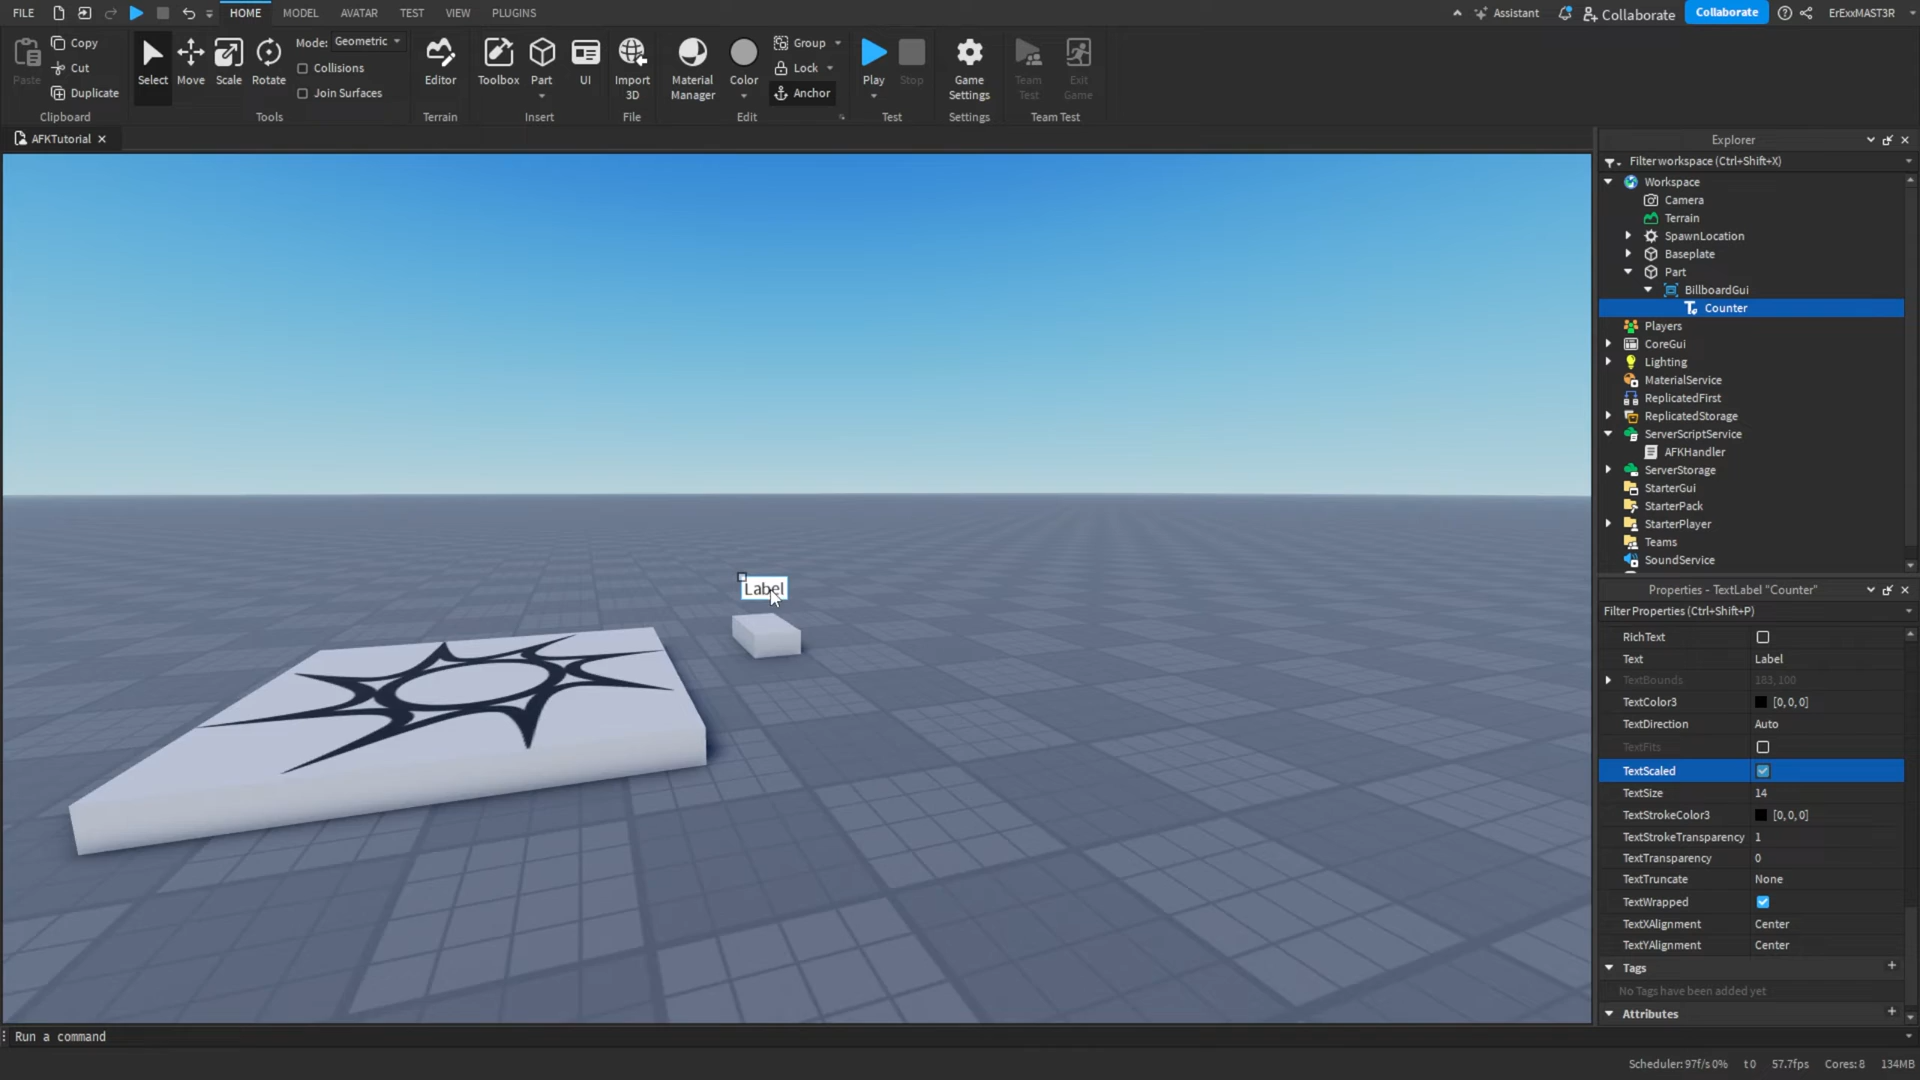 FILE
HOME
MODEL
AVATAR
TEST
VIEW
PLUGINS
Assistant
Collaborate
Collaborate
ErExxMAST3R
Paste
Copy
Cut
Duplicate
Clipboard
Select
Move
Scale
Rotate
Mode: Geometric
Collisions
Join Surfaces
Tools
Editor
Terrain
Toolbox
Part
UI
Insert
Import 3D
File
Material Manager
Color
Group
Lock
Anchor
Edit
Play
Stop
Test
Game Settings
Settings
Team Test
Exit Game
Team Test
AFKTutorial
Label
Explorer
Filter workspace (Ctrl+Shift+X)
Workspace
Camera
Terrain
SpawnLocation
Baseplate
Part
BillboardGui
Counter
Players
CoreGui
Lighting
MaterialService
ReplicatedFirst
ReplicatedStorage
ServerScriptService
AFKHandler
ServerStorage
StarterGui
StarterPack
StarterPlayer
Teams
SoundService
Properties - TextLabel "Counter"
Filter Properties (Ctrl+Shift+P)
RichText
Text Label
TextBounds 183, 100
TextColor3 [0, 0, 0]
TextDirection Auto
TextFits
TextScaled
TextSize 14
TextStrokeColor3 [0, 0, 0]
TextStrokeTransparency 1
TextTransparency 0
TextTruncate None
TextWrapped
TextXAlignment Center
TextYAlignment Center
Tags
No Tags have been added yet
Attributes
Run a command
Scheduler: 97f/s 0% t 0 57.7fps Cores: 8 134MB